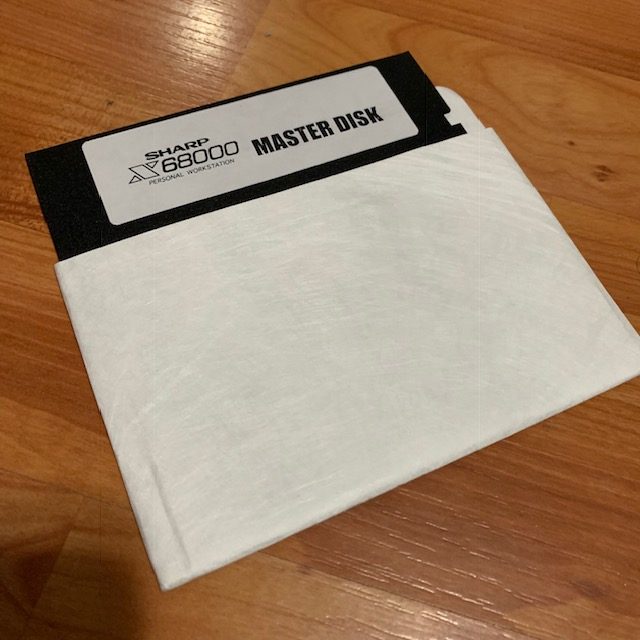 SHARP
X68000
PERSONAL WORKSTATION
MASTER DISK